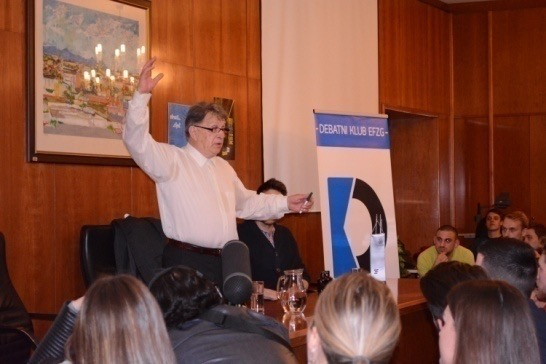 - DEBATNI KLUB EFZG -